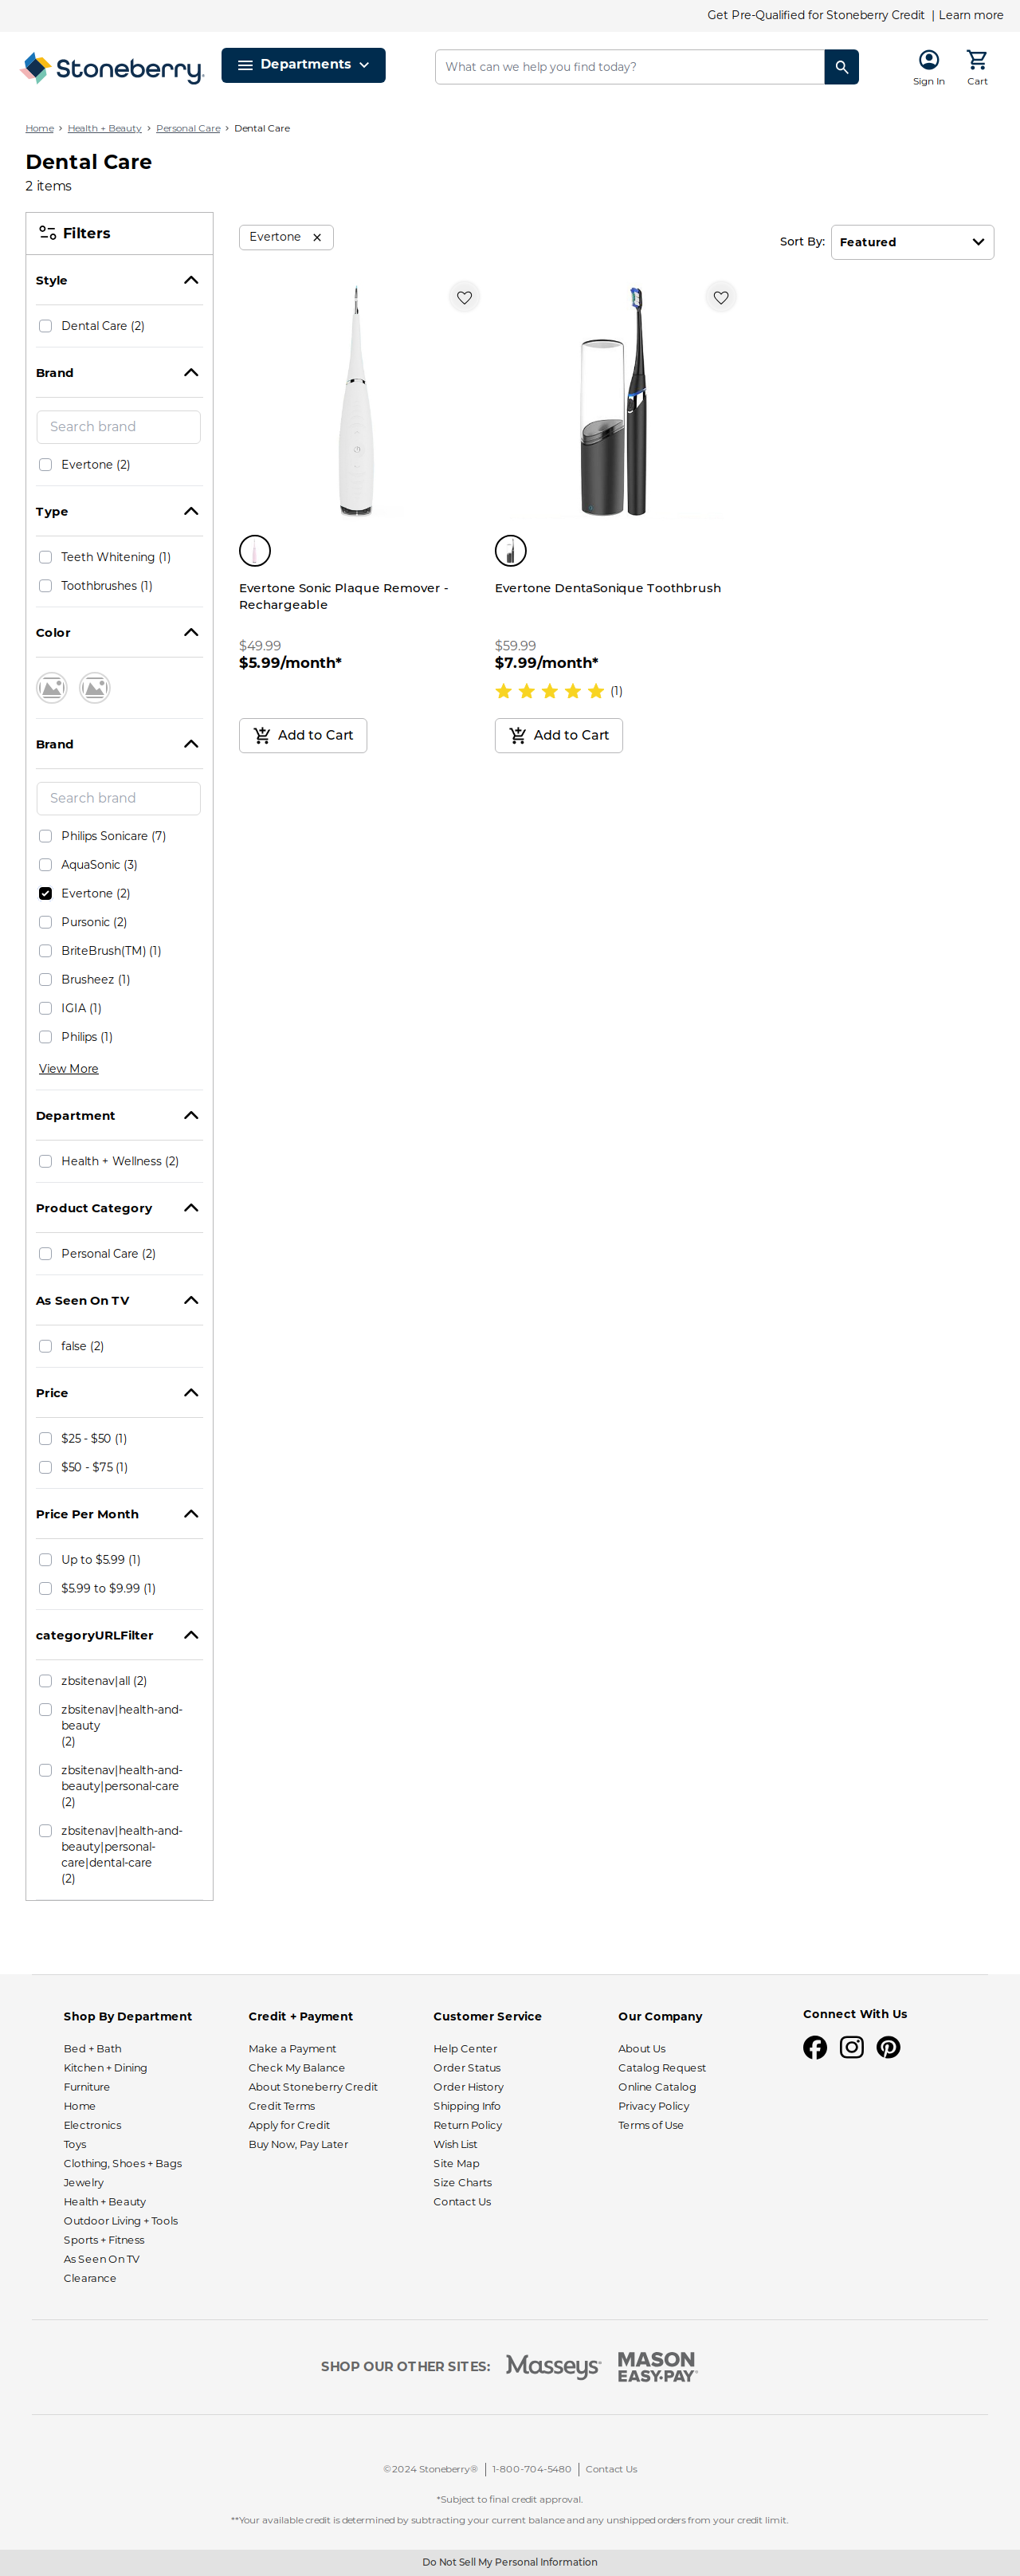 Get Pre-Qualified for Stoneberry Credit | Learn more
Stoneberry
Departments
What can we help you find today?
Sign In
Cart
Home > Health + Beauty > Personal Care > Dental Care
Dental Care
2 items
Filters
Style
Dental Care (2)
Brand
Search brand
Evertone (2)
Type
Teeth Whitening (1)
Toothbrushes (1)
Color
Brand
Search brand
Philips Sonicare (7)
AquaSonic (3)
Evertone (2)
Pursonic (2)
BriteBrush(TM) (1)
Brusheez (1)
IGIA (1)
Philips (1)
View More
Department
Health + Wellness (2)
Product Category
Personal Care (2)
As Seen On TV
false (2)
Price
$25 - $50 (1)
$50 - $75 (1)
Price Per Month
Up to $5.99 (1)
$5.99 to $9.99 (1)
categoryURLFilter
zbsitenav|all (2)
zbsitenav|health-and-
beauty
(2)
zbsitenav|health-and-
beauty|personal-care
(2)
zbsitenav|health-and-
beauty|personal-
care|dental-care
(2)
Evertone
Sort By:
Featured
Evertone Sonic Plaque Remover -
Rechargeable
$49.99
$5.99/month*
Add to Cart
Evertone DentaSonique Toothbrush
$59.99
$7.99/month*
(1)
Add to Cart
Shop By Department
Bed + Bath
Kitchen + Dining
Furniture
Home
Electronics
Toys
Clothing, Shoes + Bags
Jewelry
Health + Beauty
Outdoor Living + Tools
Sports + Fitness
As Seen On TV
Clearance
Credit + Payment
Make a Payment
Check My Balance
About Stoneberry Credit
Credit Terms
Apply for Credit
Buy Now, Pay Later
Customer Service
Help Center
Order Status
Order History
Shipping Info
Return Policy
Wish List
Site Map
Size Charts
Contact Us
Our Company
About Us
Catalog Request
Online Catalog
Privacy Policy
Terms of Use
Connect With Us
SHOP OUR OTHER SITES:
Masseys
MASON
EASY·PAY
©2024 Stoneberry® | 1-800-704-5480 | Contact Us
*Subject to final credit approval.
**Your available credit is determined by subtracting your current balance and any unshipped orders from your credit limit.
Do Not Sell My Personal Information